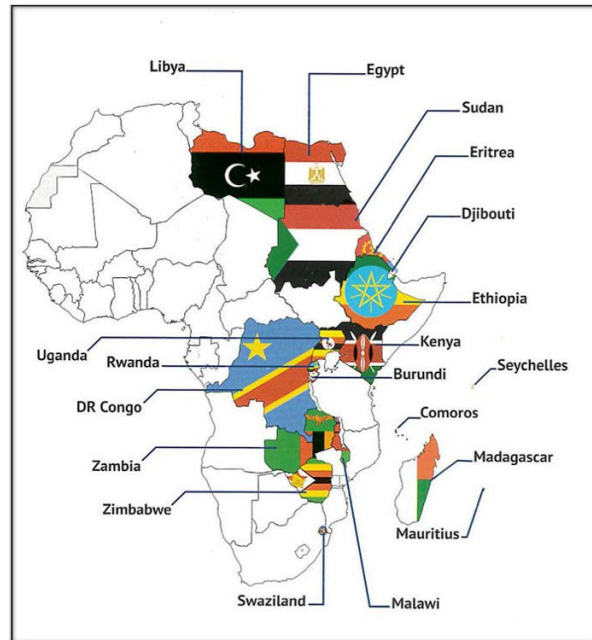 Libya
Egypt
Sudan
Eritrea
Djibouti
Ethiopia
Uganda
Kenya
Rwanda
Burundi
Seychelles
DR Congo
Comoros
Zambia
Madagascar
Zimbabwe
Mauritius
Swaziland
Malawi